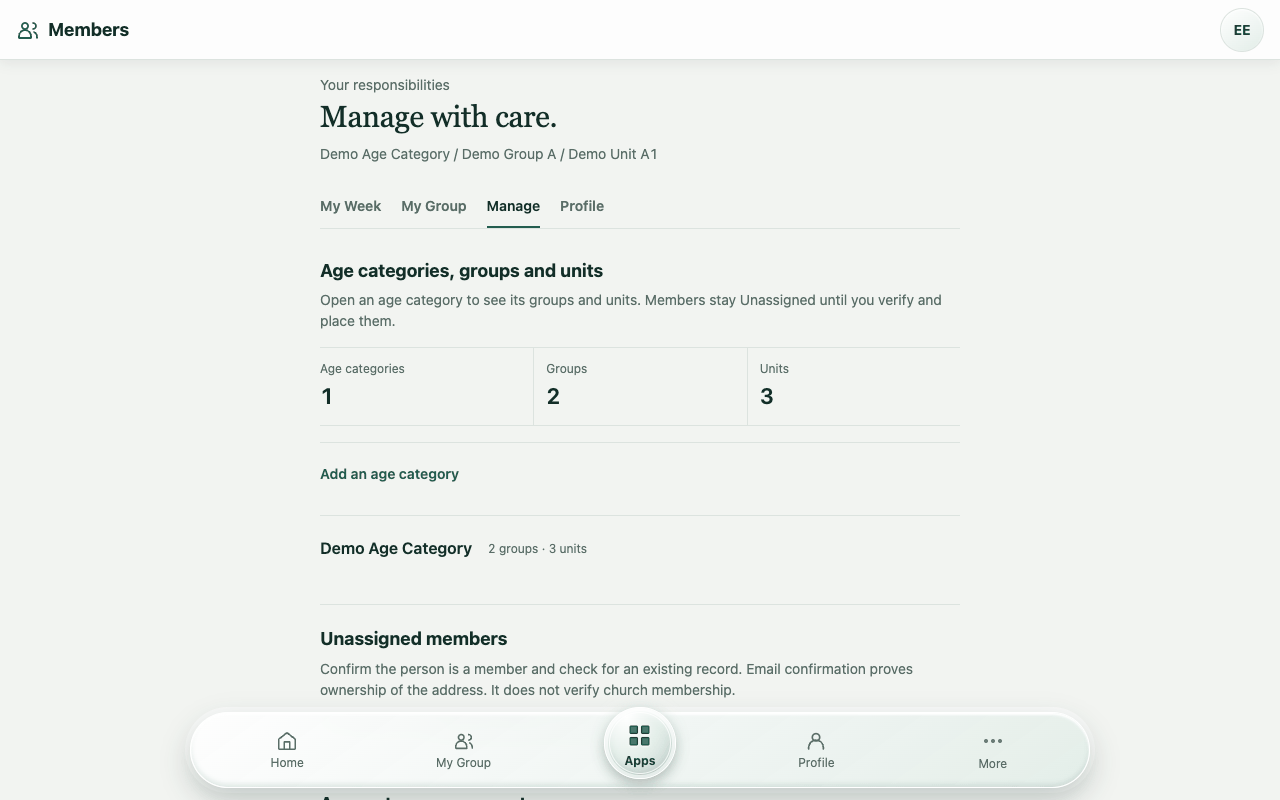 Members
EE
Your responsibilities
Manage with care.
Demo Age Category / Demo Group A / Demo Unit A1
My Week
My Group
Manage
Profile
Age categories, groups and units
Open an age category to see its groups and units. Members stay Unassigned until you verify and
place them.
Age categories
Groups
Units
1
2
3
Add an age category
Demo Age Category
2 groups · 3 units
Unassigned members
Confirm the person is a member and check for an existing record. Email confirmation proves
ownership of the address. It does not verify church membership.
Home
My Group
Apps
Profile
More